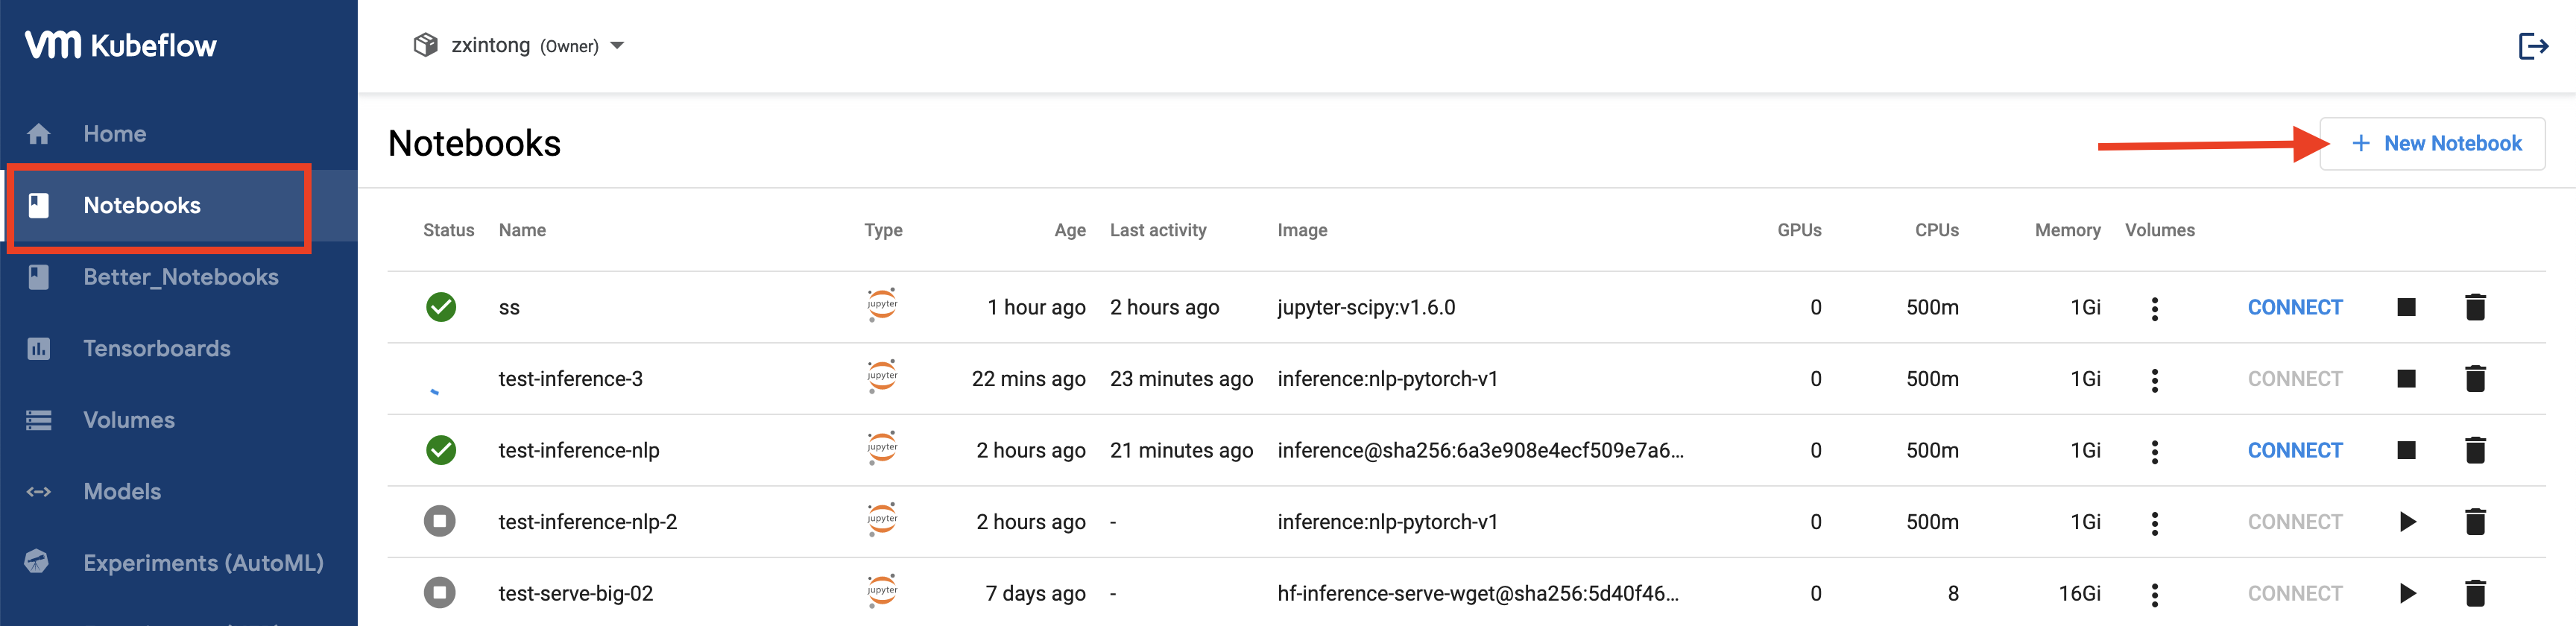 vm Kubeflow
zxintong (Owner)
Home
Notebooks
Better_Notebooks
Tensorboards
Volumes
Models
Experiments (AutoML)
Notebooks
+ New Notebook
Status Name Type Age Last activity Image GPUs CPUs Memory Volumes
ss jupyter 1 hour ago 2 hours ago jupyter-scipy:v1.6.0 0 500m 1Gi CONNECT
test-inference-3 jupyter 22 mins ago 23 minutes ago inference:nlp-pytorch-v1 0 500m 1Gi CONNECT
test-inference-nlp jupyter 2 hours ago 21 minutes ago inference@sha256:6a3e908e4ecf509e7a6... 0 500m 1Gi CONNECT
test-inference-nlp-2 jupyter 2 hours ago - inference:nlp-pytorch-v1 0 500m 1Gi CONNECT
test-serve-big-02 jupyter 7 days ago - hf-inference-serve-wget@sha256:5d40f46... 0 8 16Gi CONNECT